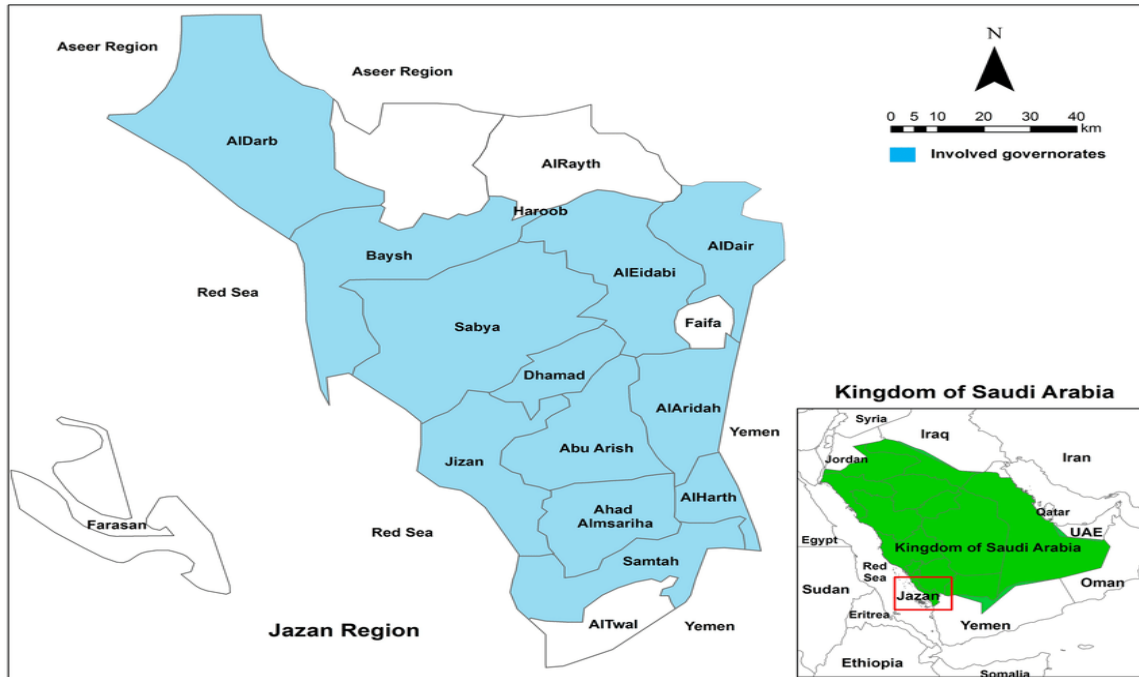 Aseer Region
Aseer Region
N
0 5 10 20 30 40
km
Involved governorates
AlDarb
AlRayth
Haroob
AlDair
Baysh
AlEidabi
Red Sea
Faifa
Sabya
Dhamad
AlAridah
Yemen
Abu Arish
Jizan
AlHarth
Ahad
Almsariha
Farasan
Red Sea
Samtah
AlTwal
Yemen
Jazan Region
Kingdom of Saudi Arabia
Syria
Iraq
Jordan
Iran
Qatar
UAE
Egypt
Kingdom of Saudi Arabia
Red
Sea
Oman
Sudan
Jazan
Eritrea
Yemen
Ethiopia
Somalia